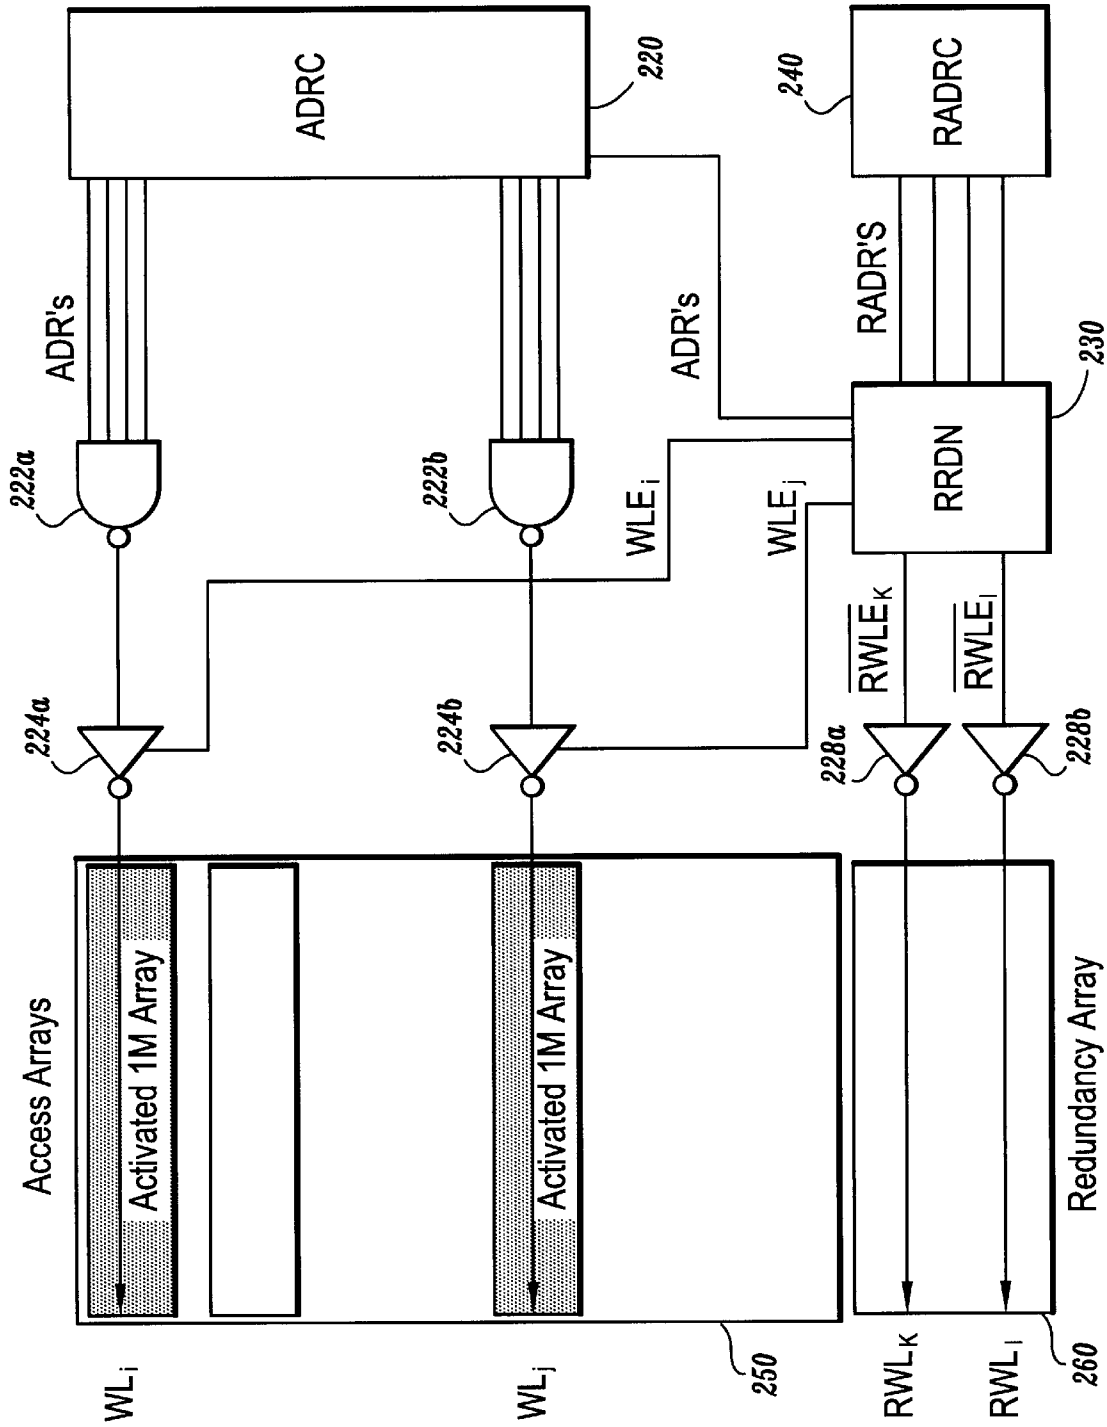 ADRC
220
ADR's
222a
222b
224a
224b
WLEi
WLEj
ADR's
RADRC
240
RADR'S
RRDN
230
RWLEK
RWLEl
228a
228b
Access Arrays
Activated 1M Array
Activated 1M Array
250
Redundancy Array
260
WLi
WLj
RWLK
RWLl